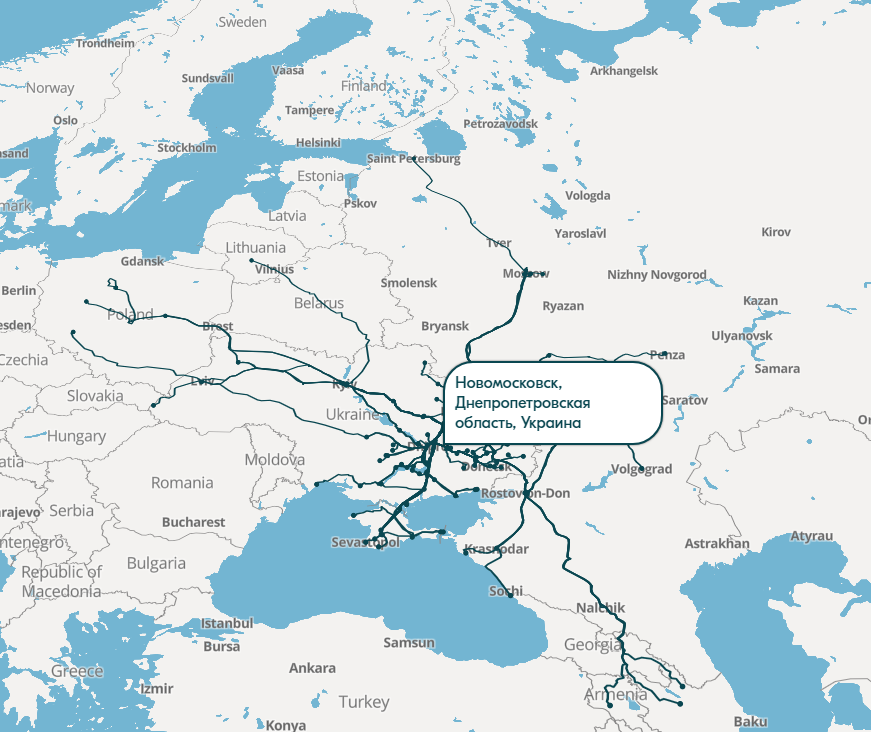 Sweden
Trondheim
Sundsvall
Vaasa
Norway
Finland
Arkhangelsk
Oslo
Tampere
Petrozavodsk
Stockholm
Helsinki
Saint Petersburg
Estonia
Vologda
Pskov
Latvia
Kirov
Yaroslavl
Tver
Lithuania
Gdansk
Vilnius
Moscow
Nizhny Novgorod
Smolensk
Berlin
Kazan
Belarus
Ryazan
Poland
Brest
Bryansk
Ulyanovsk
Penza
Czechia
Samara
Lviv
Kyiv
Новомосковск,
Днепропетровская
область, Украина
Slovakia
Saratov
Ukraine
Hungary
Moldova
Donetsk
Volgograd
Romania
Rostov-on-Don
Serbia
Bucharest
Sevastopol
Astrakhan
Atyrau
Krasnodar
Bulgaria
Republic of
Macedonia
Sochi
Nalchik
Istanbul
Bursa
Samsun
Georgia
Greece
Ankara
Izmir
Armenia
Turkey
Konya
Baku